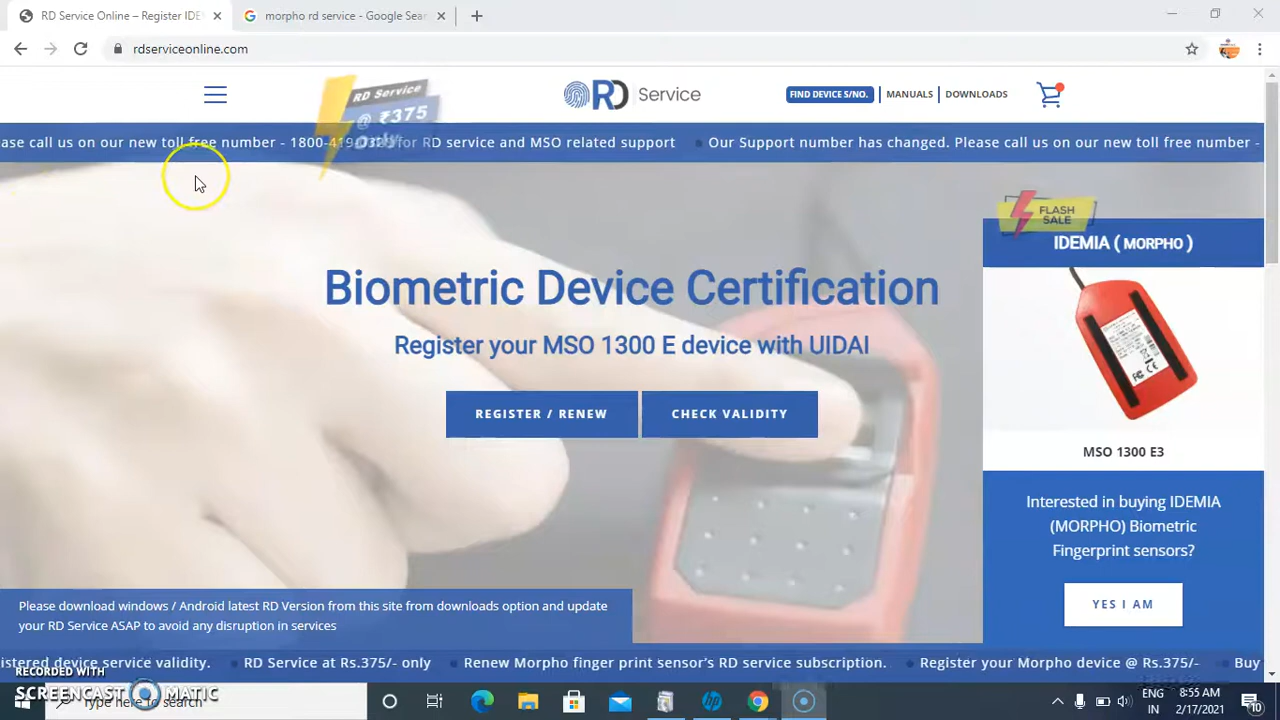 RD Service Online – Register IDE
morpho rd service - Google Sear
rdserviceonline.com
RD Service
@ ₹375
only
RD Service
FIND DEVICE S/NO.
MANUALS
DOWNLOADS
ase call us on our new toll free number - 1800-419- for RD service and MSO related support
Our Support number has changed. Please call us on our new toll free number -
FLASH
SALE
IDEMIA ( MORPHO )
Biometric Device Certification
Register your MSO 1300 E device with UIDAI
REGISTER / RENEW
CHECK VALIDITY
MSO 1300 E3
Interested in buying IDEMIA
(MORPHO) Biometric
Fingerprint sensors?
YES I AM
Please download windows / Android latest RD Version from this site from downloads option and update
your RD Service ASAP to avoid any disruption in services
istered device service validity.
RD Service at Rs.375/- only
Renew Morpho finger print sensor's RD service subscription.
Register your Morpho device @ Rs.375/-
Buy
RECORDED WITH
SCREENCAST MATIC
Type here to search
ENG
IN
8:55 AM
2/17/2021
10